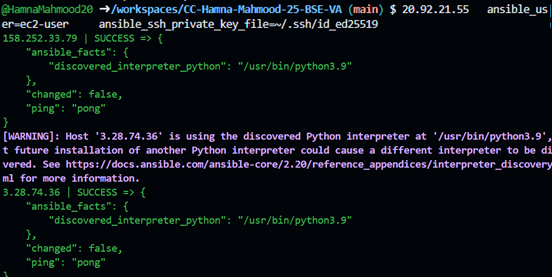 @HamnaMahmood20 ➜/workspaces/CC-Hamna-Mahmood-25-BSE-VA (main) $ 20.92.21.55 ansible_us
er=ec2-user ansible_ssh_private_key_file=~/.ssh/id_ed25519
158.252.33.79 | SUCCESS => {
"ansible_facts": {
"discovered_interpreter_python": "/usr/bin/python3.9"
},
"changed": false,
"ping": "pong"
}
[WARNING]: Host '3.28.74.36' is using the discovered Python interpreter at '/usr/bin/python3.9',
t future installation of another Python interpreter could cause a different interpreter to be di
vered. See https://docs.ansible.com/ansible-core/2.20/reference_appendices/interpreter_discovery
ml for more information.
3.28.74.36 | SUCCESS => {
"ansible_facts": {
"discovered_interpreter_python": "/usr/bin/python3.9"
},
"changed": false,
"ping": "pong"
}